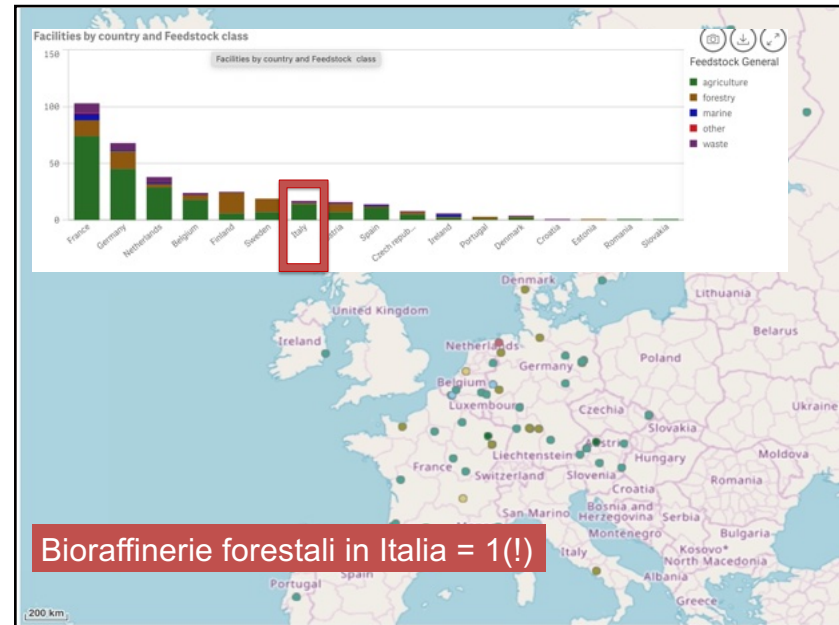 Facilities by country and Feedstock class
Facilities by country and Feedstock class
Feedstock General
agriculture
forestry
marine
other
waste
150
100
50
0
France
Germany
Netherlands
Belgium
Finland
Sweden
Italy
stria
Spain
Czech repub...
Ireland
Portugal
Denmark
Croatia
Estonia
Romania
Slovakia
Denmark
Lithuania
United Kingdom
Belarus
Ireland
Netherlands
Poland
Germany
Belgium
Luxembourg
Czechia
Ukraine
Slovakia
Austria
Liechtenstein
Hungary
Moldova
France
Switzerland
Slovenia
Romania
Croatia
San Marino
Bosnia and
Herzegovina
Serbia
Montenegro
Bulgaria
Bioraffinerie forestali in Italia = 1(!)
Italy
Kosovo*
North Macedonia
Albania
Spain
Portugal
Greece
200 km